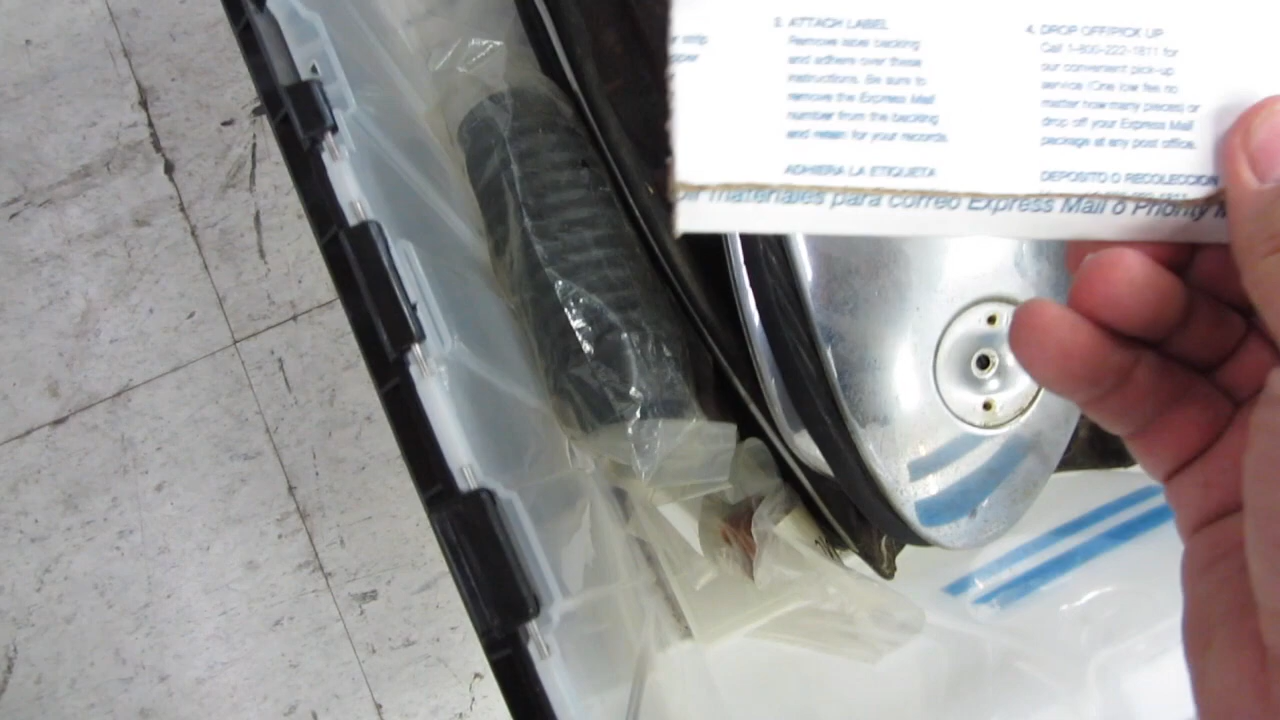 3. ATTACH LABEL
Remove label backing
and adhere over these
instructions. Be sure to
remove the Express Mail
number from the backing
and retain for your records.
ADHIERA LA ETIQUETA
strip
4. DROP OFF/PICK UP
Call 1-800-222-1811 for
our convenient pick-up
service (One low fee no
matter how many pieces) or
drop off your Express Mail
package at any post office.
DEPOSITO O RECOLECCION
materiales para correo Express Mail o Priority